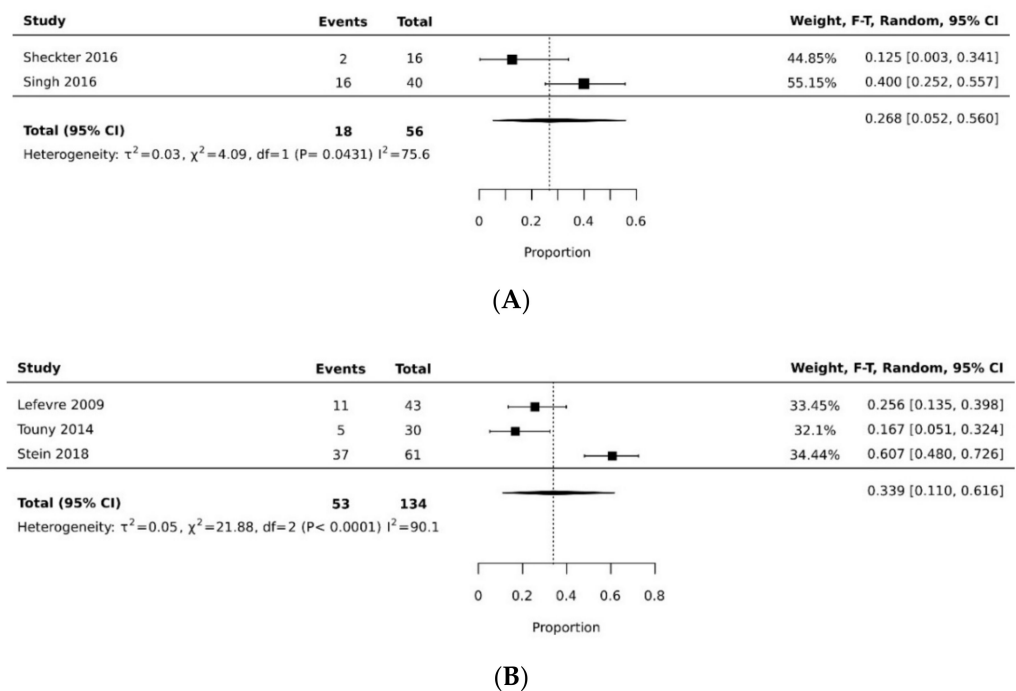 Study Events Total Weight, F-T, Random, 95% CI
Sheckter 2016 2 16 44.85% 0.125 [0.003, 0.341]
Singh 2016 16 40 55.15% 0.400 [0.252, 0.557]
0.268 [0.052, 0.560]
Total (95% CI) 18 56
Heterogeneity: τ²=0.03, χ²=4.09, df=1 (P= 0.0431) I²=75.6
0 0.2 0.4 0.6
Proportion
(A)
Study Events Total Weight, F-T, Random, 95% CI
Lefevre 2009 11 43 33.45% 0.256 [0.135, 0.398]
Touny 2014 5 30 32.1% 0.167 [0.051, 0.324]
Stein 2018 37 61 34.44% 0.607 [0.480, 0.726]
0.339 [0.110, 0.616]
Total (95% CI) 53 134
Heterogeneity: τ²=0.05, χ²=21.88, df=2 (P< 0.0001) I²=90.1
0 0.2 0.4 0.6 0.8
Proportion
(B)